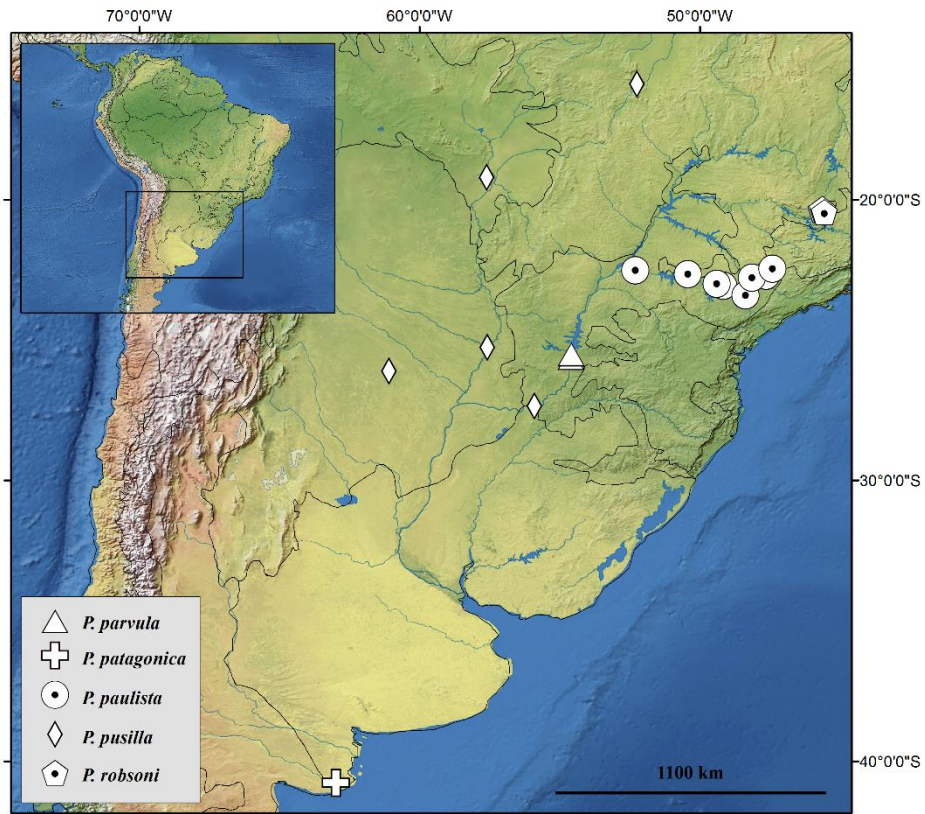 70°0'0"W 60°0'0"W 50°0'0"W
20°0'0"S
30°0'0"S
40°0'0"S
P. parvula
P. patagonica
P. paulista
P. pusilla
P. robsoni
1100 km